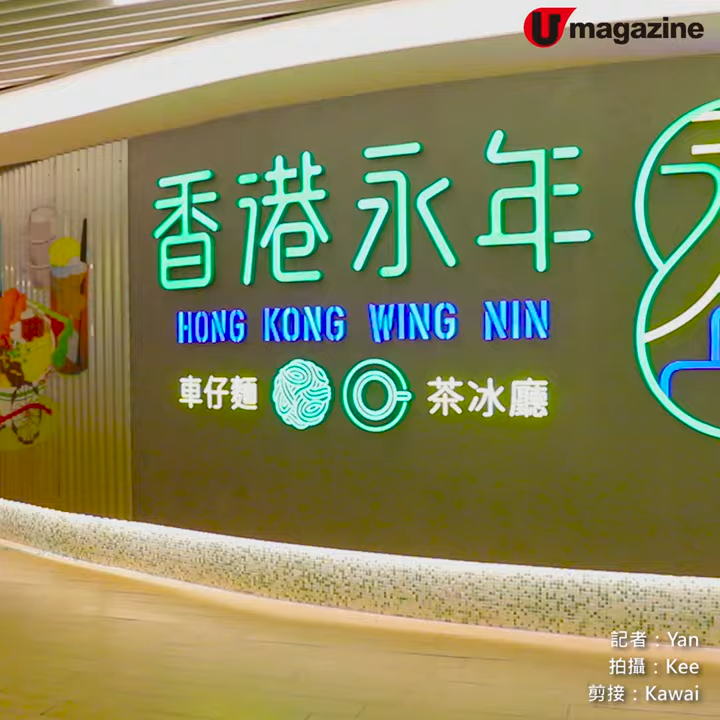 U magazine
香港永年
HONG KONG WING NIN
車仔麵 茶冰廳
記者：Yan
拍攝：Kee
剪接：Kawai